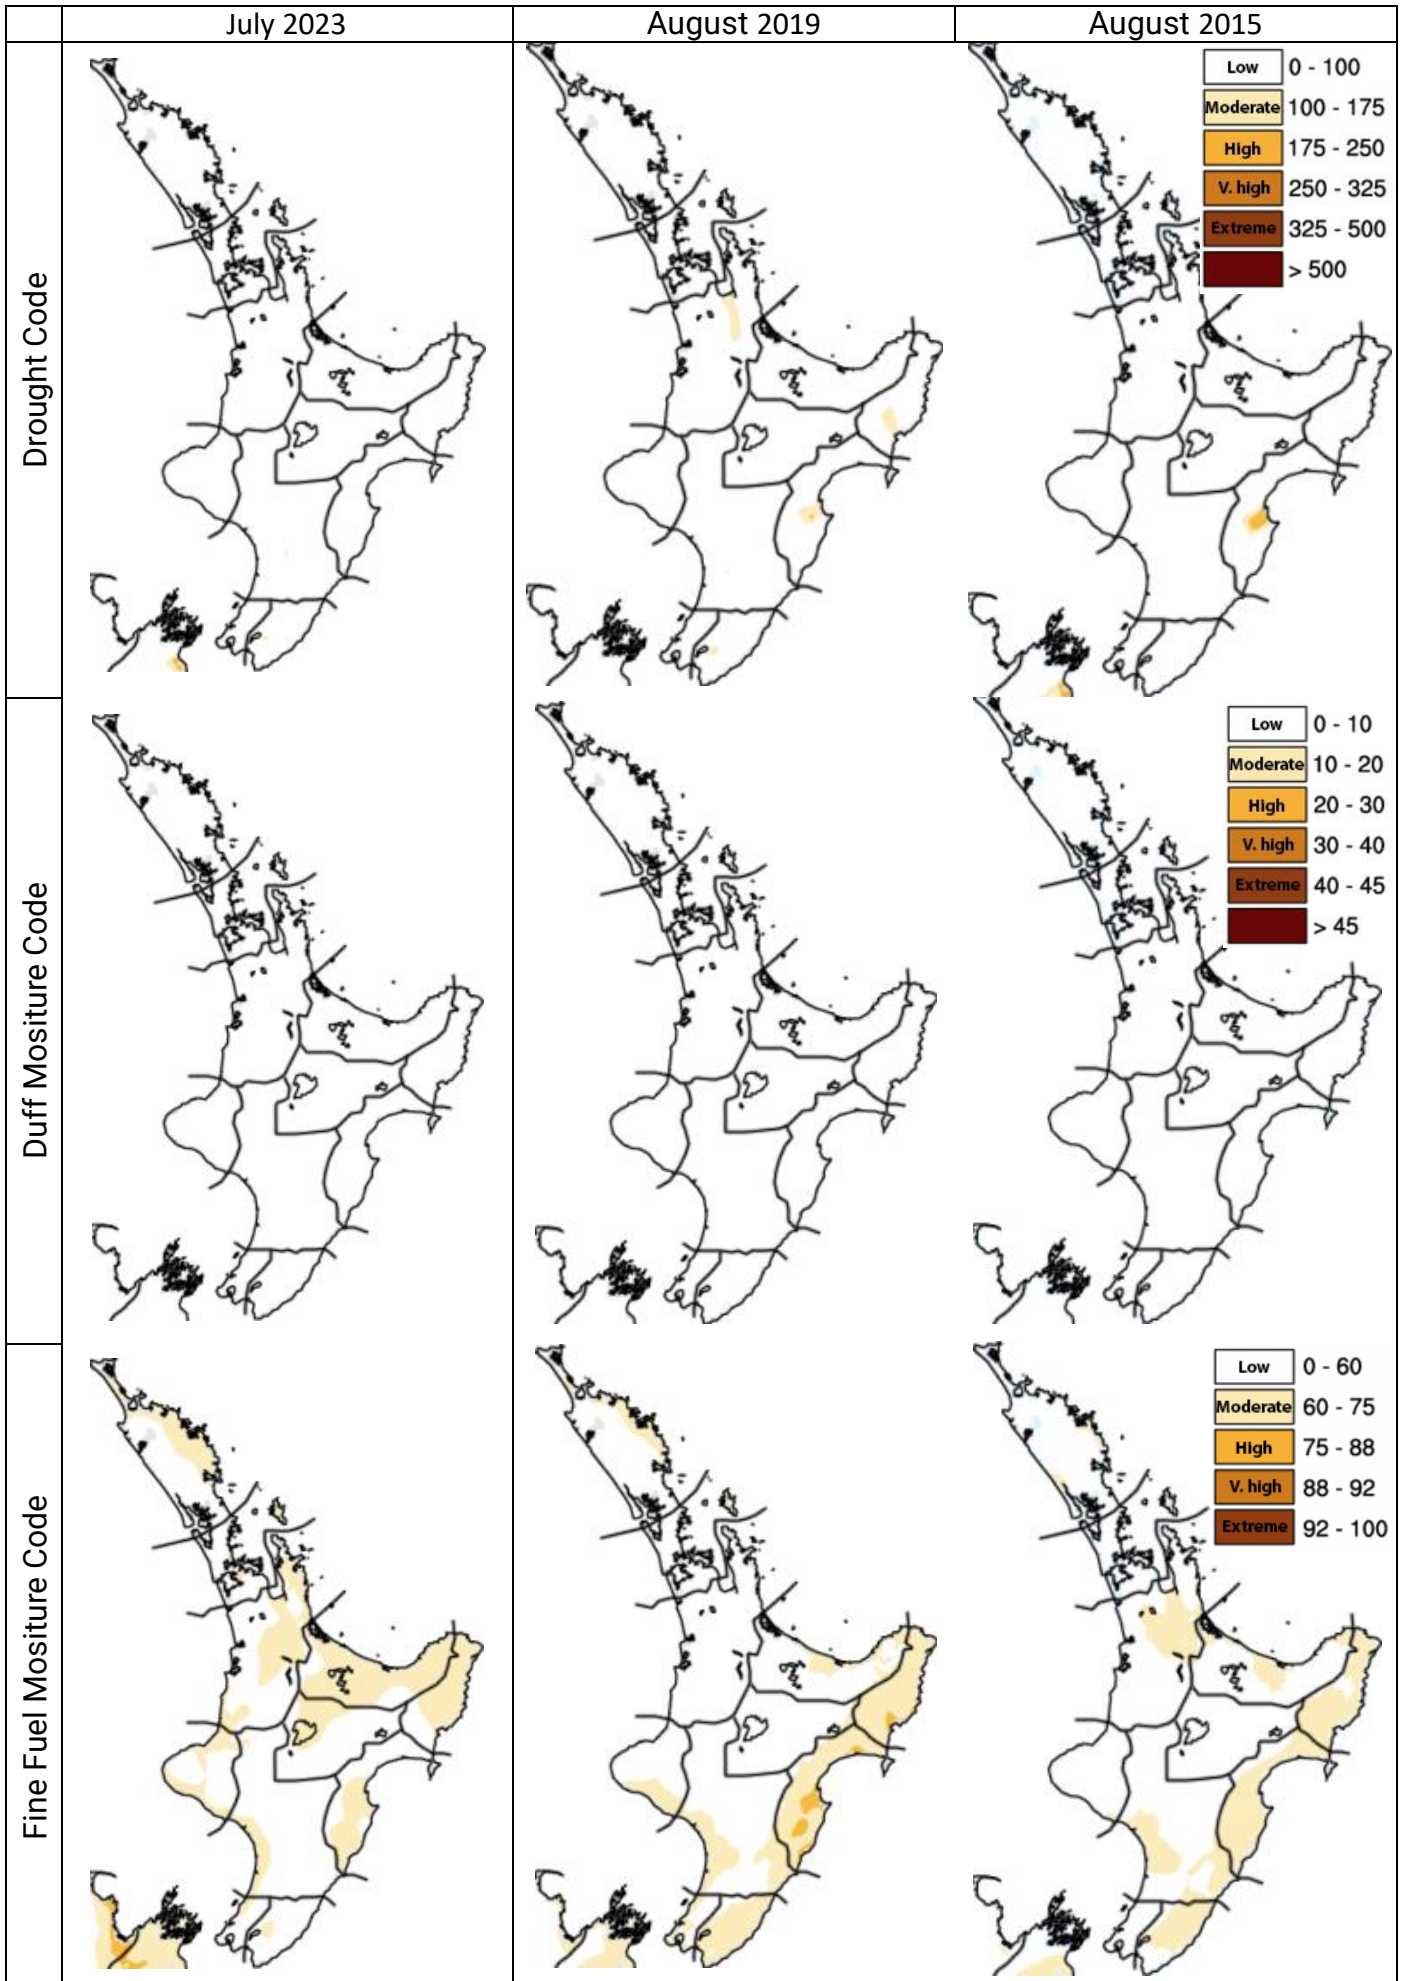 July 2023
August 2019
August 2015
Drought Code
Low 0 - 100
Moderate 100 - 175
High 175 - 250
V. high 250 - 325
Extreme 325 - 500
> 500
Duff Mositure Code
Low 0 - 10
Moderate 10 - 20
High 20 - 30
V. high 30 - 40
Extreme 40 - 45
> 45
Fine Fuel Mositure Code
Low 0 - 60
Moderate 60 - 75
High 75 - 88
V. high 88 - 92
Extreme 92 - 100